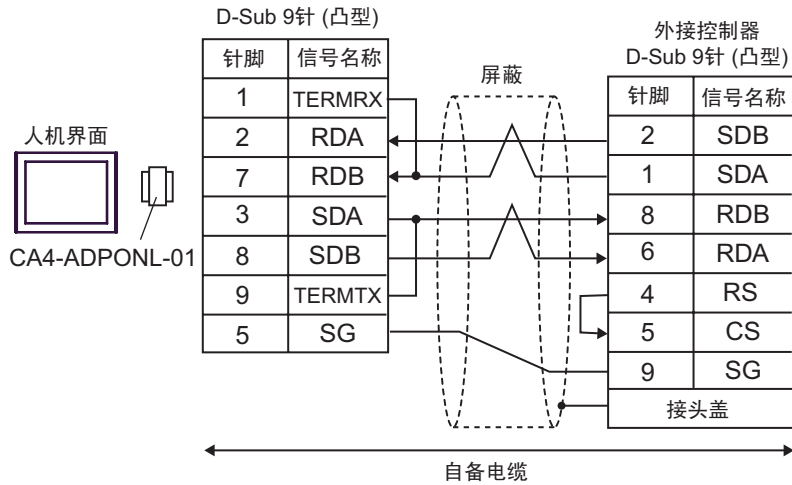 D-Sub 9针 (凸型)
针脚 信号名称
1 TERMRX
2 RDA
7 RDB
3 SDA
8 SDB
9 TERMTX
5 SG
人机界面
CA4-ADPONL-01
屏蔽
外接控制器
D-Sub 9针 (凸型)
针脚 信号名称
2 SDB
1 SDA
8 RDB
6 RDA
4 RS
5 CS
9 SG
接头盖
自备电缆